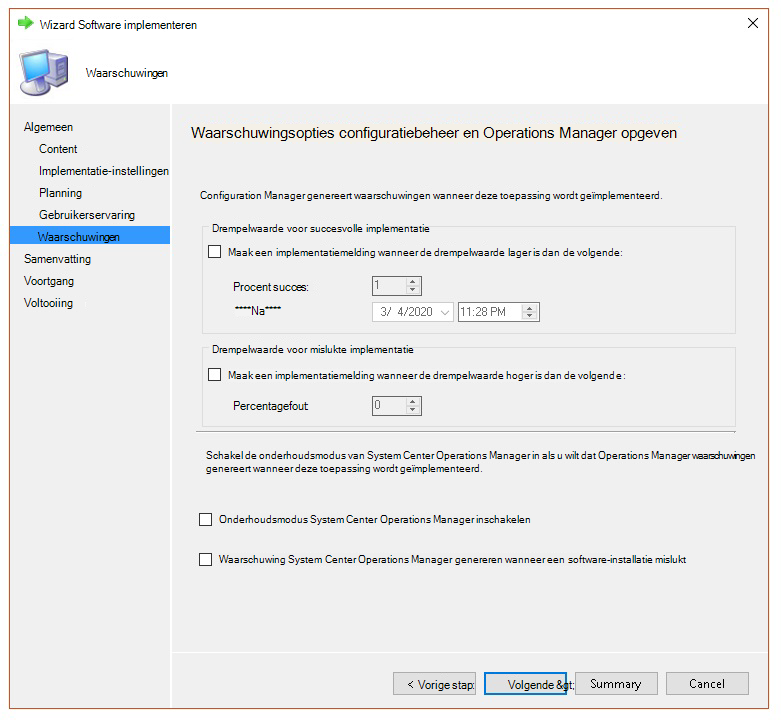 Wizard Software implementeren
Waarschuwingen
Algemeen
Content
Implementatie-instellingen
Planning
Gebruikerservaring
Waarschuwingen
Samenvatting
Voortgang
Voltooiing
Waarschuwingsopties configuratiebeheer en Operations Manager opgeven
Configuration Manager genereert waarschuwingen wanneer deze toepassing wordt geïmplementeerd.
Drempelwaarde voor succesvolle implementatie
Maak een implementatiemelding wanneer de drempelwaarde lager is dan de volgende:
Procent succes: 1
****Na**** 3/ 4/2020 11:28 PM
Drempelwaarde voor mislukte implementatie
Maak een implementatiemelding wanneer de drempelwaarde hoger is dan de volgende:
Percentagefout 0
Schakel de onderhoudsmodus van System Center Operations Manager in als u wilt dat Operations Manager waarschuwingen
genereert wanneer deze toepassing wordt geïmplementeerd.
Onderhoudsmodus System Center Operations Manager inschakelen
Waarschuwing System Center Operations Manager genereren wanneer een software-installatie mislukt
< Vorige stap: Volgende &gt; Summary Cancel